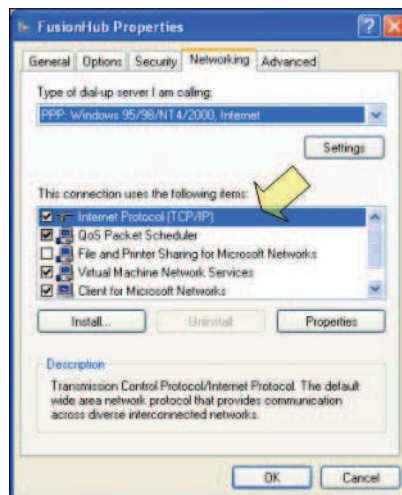 FusionHub Properties
General Options Security Networking Advanced
Type of dial-up server I am calling:
PPP: Windows 95/98/NT4/2000, Internet
Settings
This connection uses the following items:
Internet Protocol (TCP/IP)
QoS Packet Scheduler
File and Printer Sharing for Microsoft Networks
Virtual Machine Network Services
Client for Microsoft Networks
Install... Uninstall Properties
Description
Transmission Control Protocol/Internet Protocol. The default
wide area network protocol that provides communication
across diverse interconnected networks.
OK Cancel